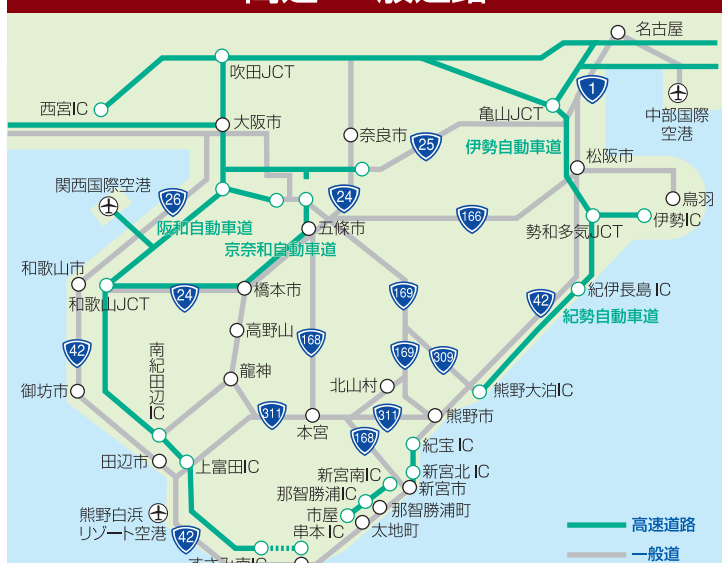 名古屋
吹田JCT
西宮IC
大阪市
奈良市
25
亀山JCT
1
中部国際
空港
伊勢自動車道
松阪市
関西国際空港
26
24
166
鳥羽
伊勢IC
阪和自動車道
京奈和自動車道
五條市
勢和多気JCT
和歌山市
和歌山JCT
24
橋本市
169
42
紀伊長島IC
紀勢自動車道
42
高野山
168
169
309
南紀田辺
IC
龍神
北山村
熊野大泊IC
御坊市
311
本宮
311
熊野市
168
紀宝IC
田辺市
上富田IC
新宮南IC
新宮北IC
那智勝浦IC
新宮市
熊野白浜
リゾート空港
市屋
那智勝浦町
42
串本IC
太地町
高速道路
一般道